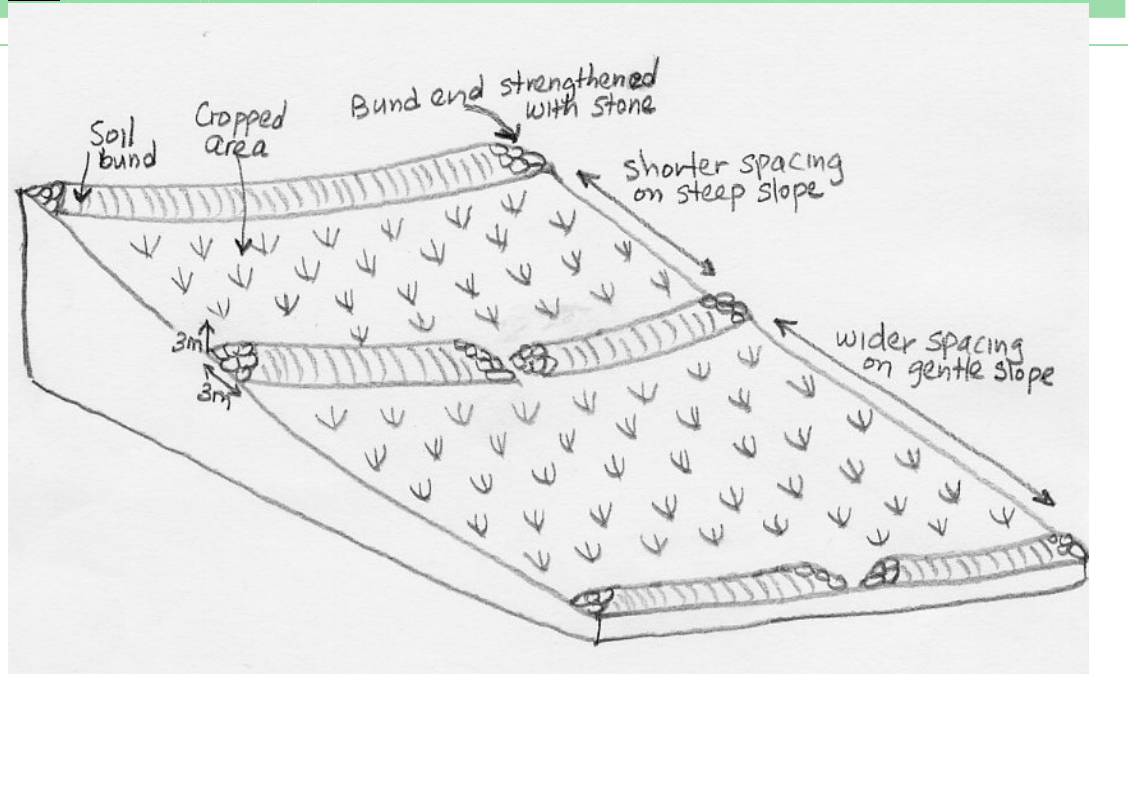 Bund end strengthened
with stone
Cropped
area
Soil
bund
shorter spacing
on steep slope
3m
3m
wider spacing
on gentle slope